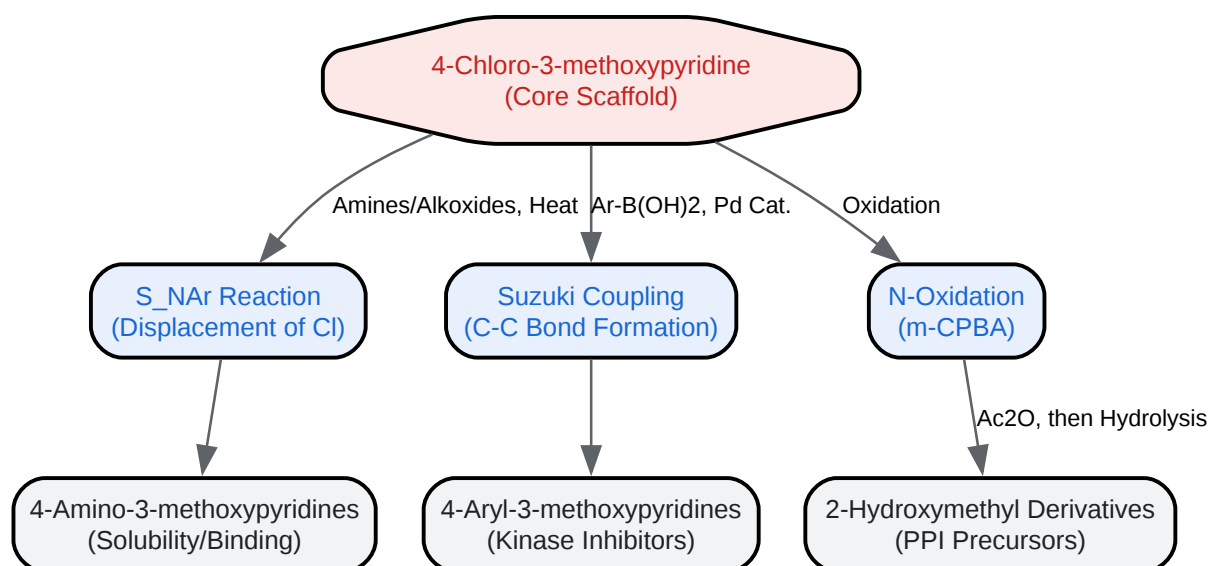 4-Chloro-3-methoxypyridine
(Core Scaffold)
Amines/Alkoxides, Heat
Ar-B(OH)2, Pd Cat.
Oxidation
S_NAr Reaction
(Displacement of Cl)
Suzuki Coupling
(C-C Bond Formation)
N-Oxidation
(m-CPBA)
Ac2O, then Hydrolysis
4-Amino-3-methoxypyridines
(Solubility/Binding)
4-Aryl-3-methoxypyridines
(Kinase Inhibitors)
2-Hydroxymethyl Derivatives
(PPI Precursors)